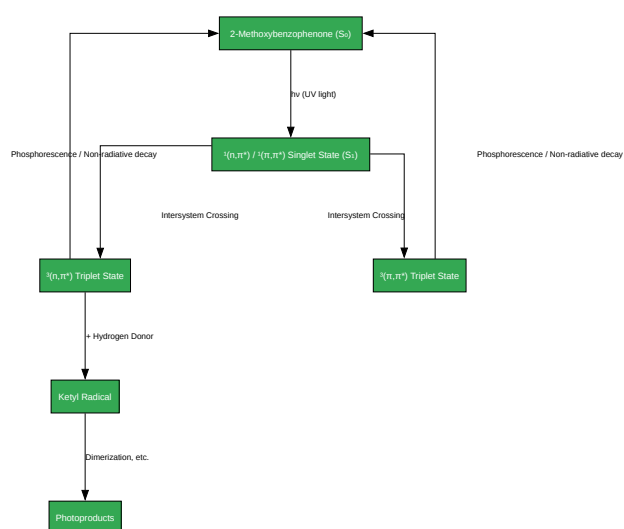 2-Methoxybenzophenone (S₀)
hν (UV light)
Phosphorescence / Non-radiative decay
¹(n,π*) / ¹(π,π*) Singlet State (S₁)
Phosphorescence / Non-radiative decay
Intersystem Crossing
Intersystem Crossing
³(n,π*) Triplet State
³(π,π*) Triplet State
+ Hydrogen Donor
Ketyl Radical
Dimerization, etc.
Photoproducts